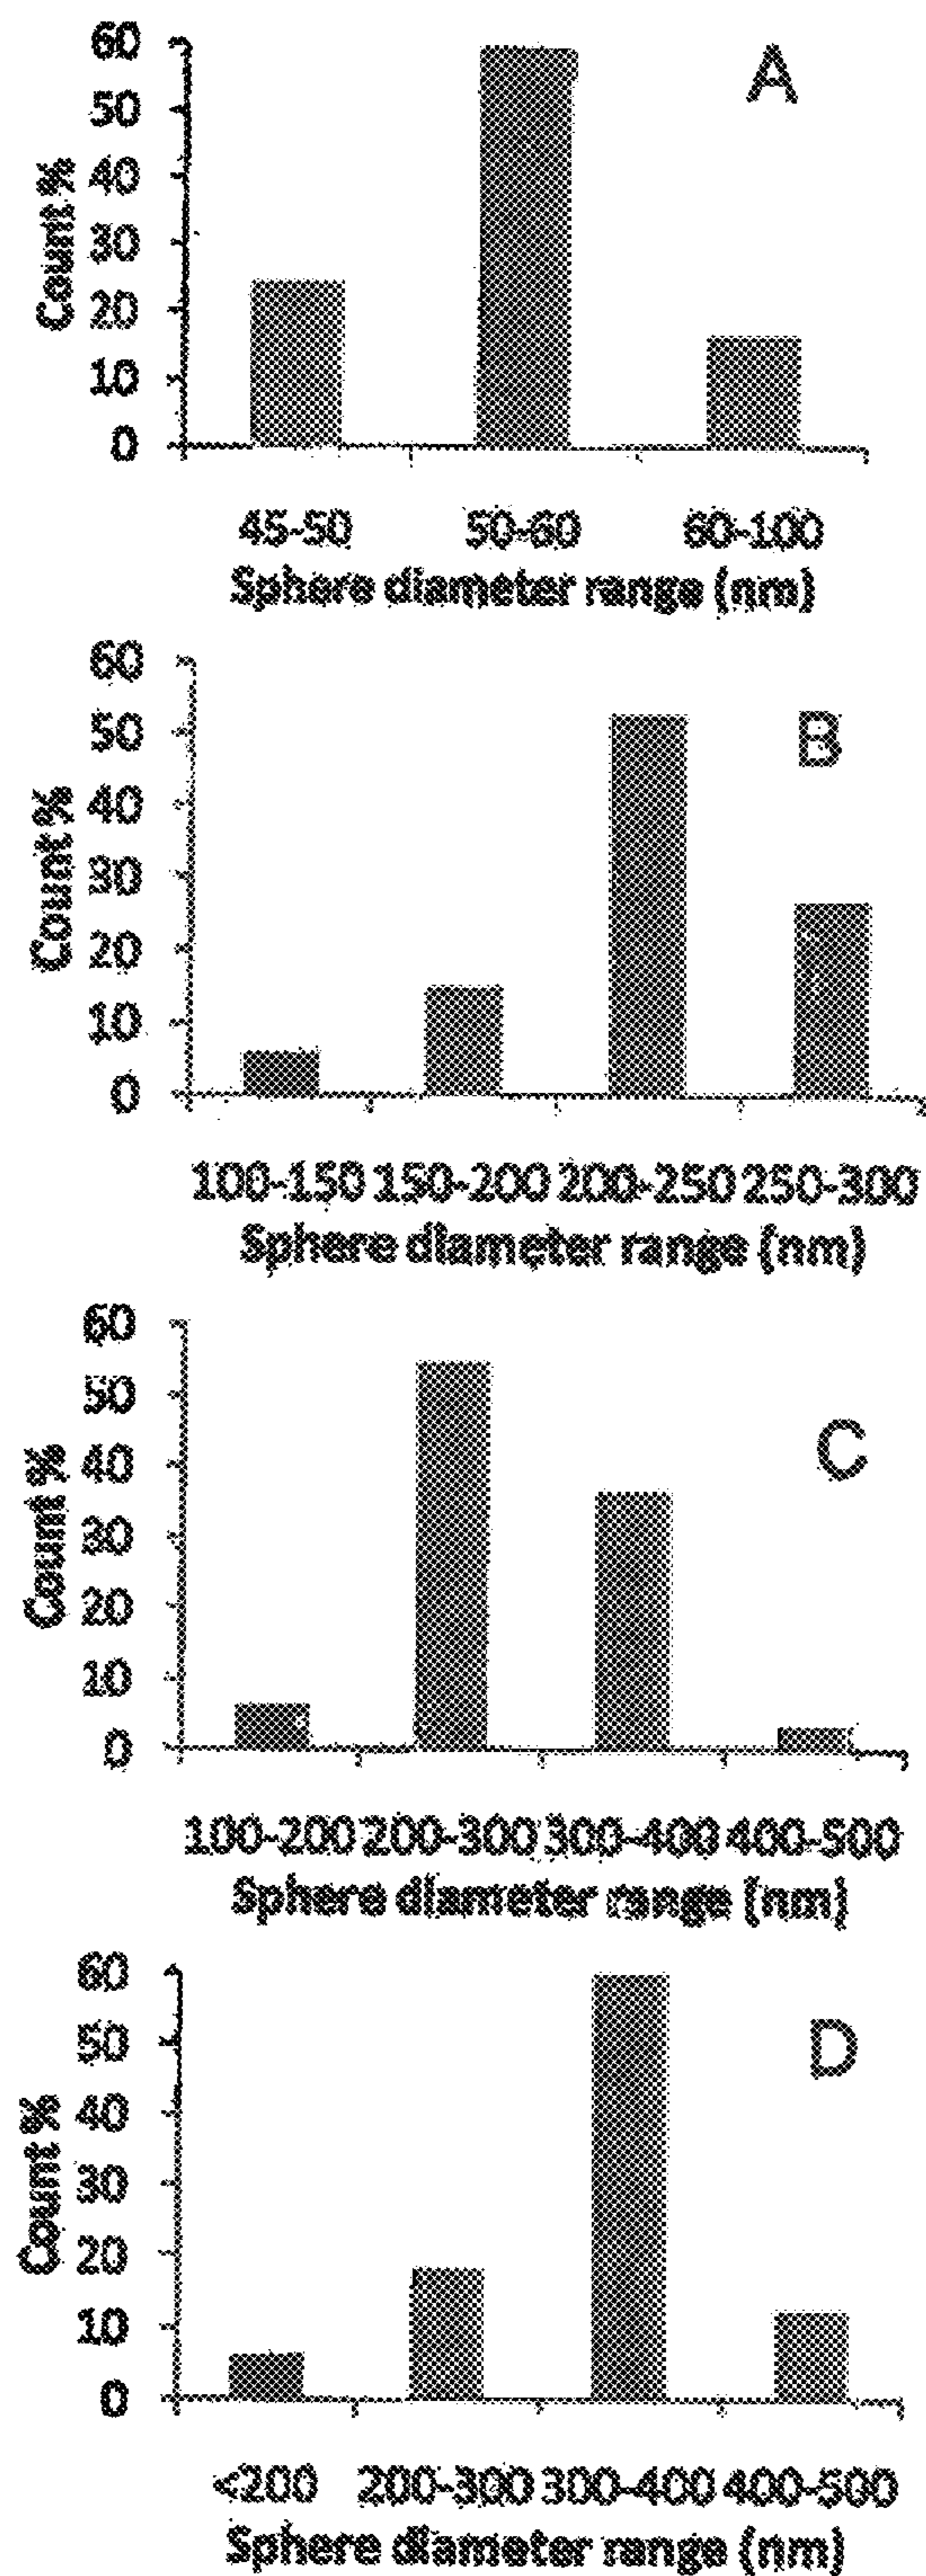 60
A
50
40
30
20
10
0
Count %
45-50 50-60 60-100
Sphere diameter range (nm)
60
B
50
40
30
20
10
0
Count %
100-150 150-200 200-250 250-300
Sphere diameter range (nm)
60
50
C
40
30
20
10
0
Count %
100-200 200-300 300-400 400-500
Sphere diameter range (nm)
60
50
D
40
30
20
10
0
Count %
<200 200-300 300-400 400-500
Sphere diameter range (nm)